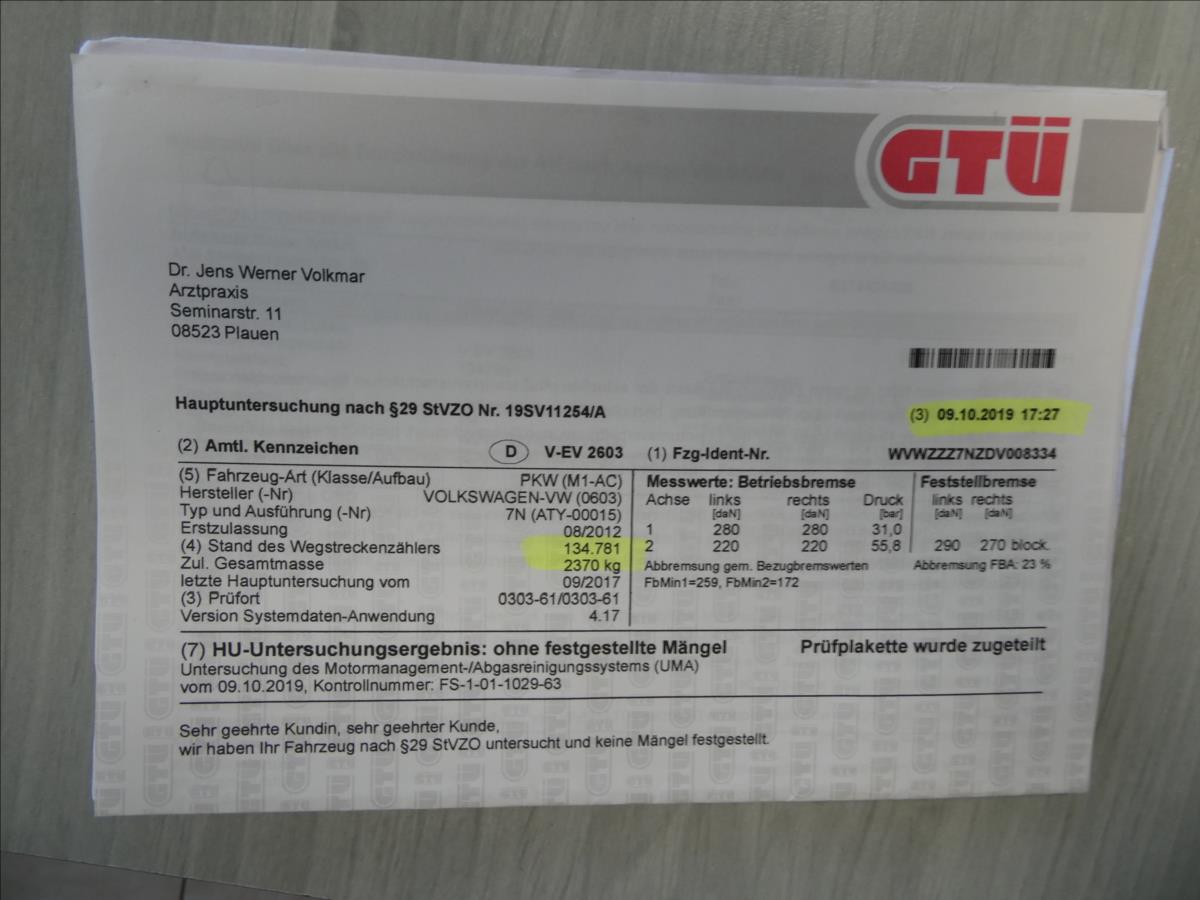 GTÜ
Dr. Jens Werner Volkmar
Arztpraxis
Seminarstr. 11
08523 Plauen
Hauptuntersuchung nach §29 StVZO Nr. 19SV11254/A
(3) 09.10.2019 17:27
(2) Amtl. Kennzeichen D V-EV 2603 (1) Fzg-Ident-Nr. WVWZZZ7NZDV008334
(5) Fahrzeug-Art (Klasse/Aufbau) PKW (M1-AC)
Hersteller (-Nr) VOLKSWAGEN-VW (0603)
Typ und Ausführung (-Nr) 7N (ATY-00015)
Erstzulassung 08/2012
(4) Stand des Wegstreckenzählers 134.781
Zul. Gesamtmasse 2370 kg
letzte Hauptuntersuchung vom 09/2017
(3) Prüfort 0303-61/0303-61
Version Systemdaten-Anwendung 4.17
Messwerte: Betriebsbremse Feststellbremse
Achse links rechts Druck links rechts
[daN] [daN] [bar] [daN] [daN]
1 280 280 31,0
2 220 220 55,8 290 270 block.
Abbremsung gem. Bezugbremswerten Abbremsung FBA: 23 %
FbMin1=259, FbMin2=172
(7) HU-Untersuchungsergebnis: ohne festgestellte Mängel Prüfplakette wurde zugeteilt
Untersuchung des Motormanagement-/Abgasreinigungssystems (UMA)
vom 09.10.2019, Kontrollnummer: FS-1-01-1029-63
Sehr geehrte Kundin, sehr geehrter Kunde,
wir haben Ihr Fahrzeug nach §29 StVZO untersucht und keine Mängel festgestellt.